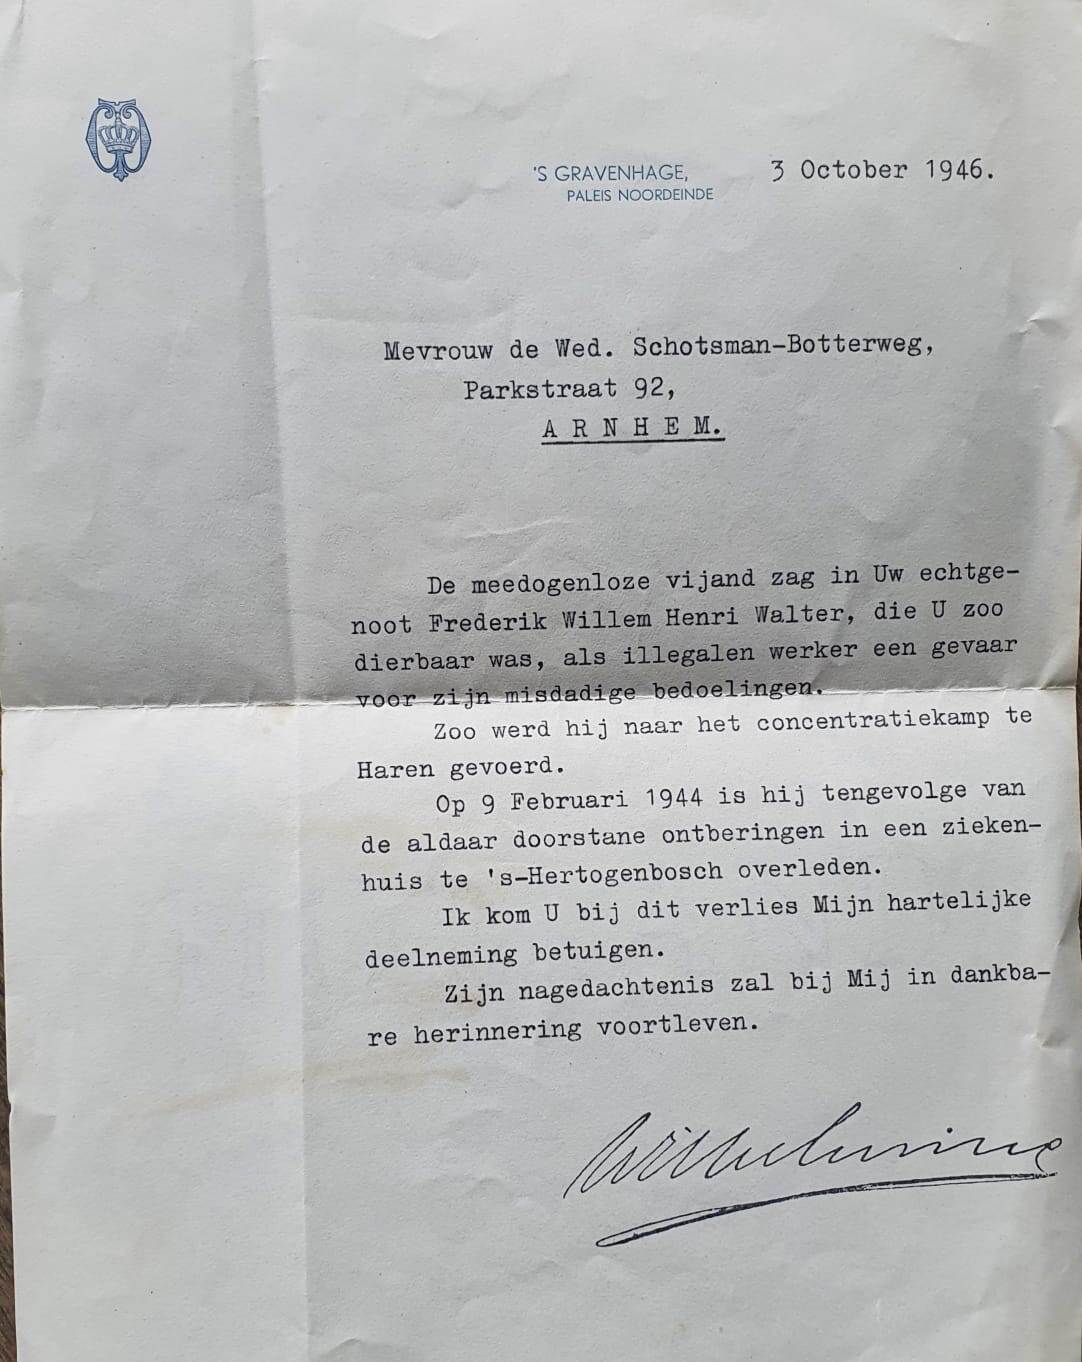 'S GRAVENHAGE,
PALEIS NOORDEINDE
3 October 1946.
Mevrouw de Wed. Schotsman-Botterweg,
Parkstraat 92,
A R N H E M.
De meedogenloze vijand zag in Uw echtge-
noot Frederik Willem Henri Walter, die U zoo
dierbaar was, als illegalen werker een gevaar
voor zijn misdadige bedoelingen.
Zoo werd hij naar het concentratiekamp te
Haren gevoerd.
Op 9 Februari 1944 is hij tengevolge van
de aldaar doorstane ontberingen in een zieken-
huis te 's-Hertogenbosch overleden.
Ik kom U bij dit verlies Mijn hartelijke
deelneming betuigen.
Zijn nagedachtenis zal bij Mij in dankba-
re herinnering voortleven.
Wilhelmina